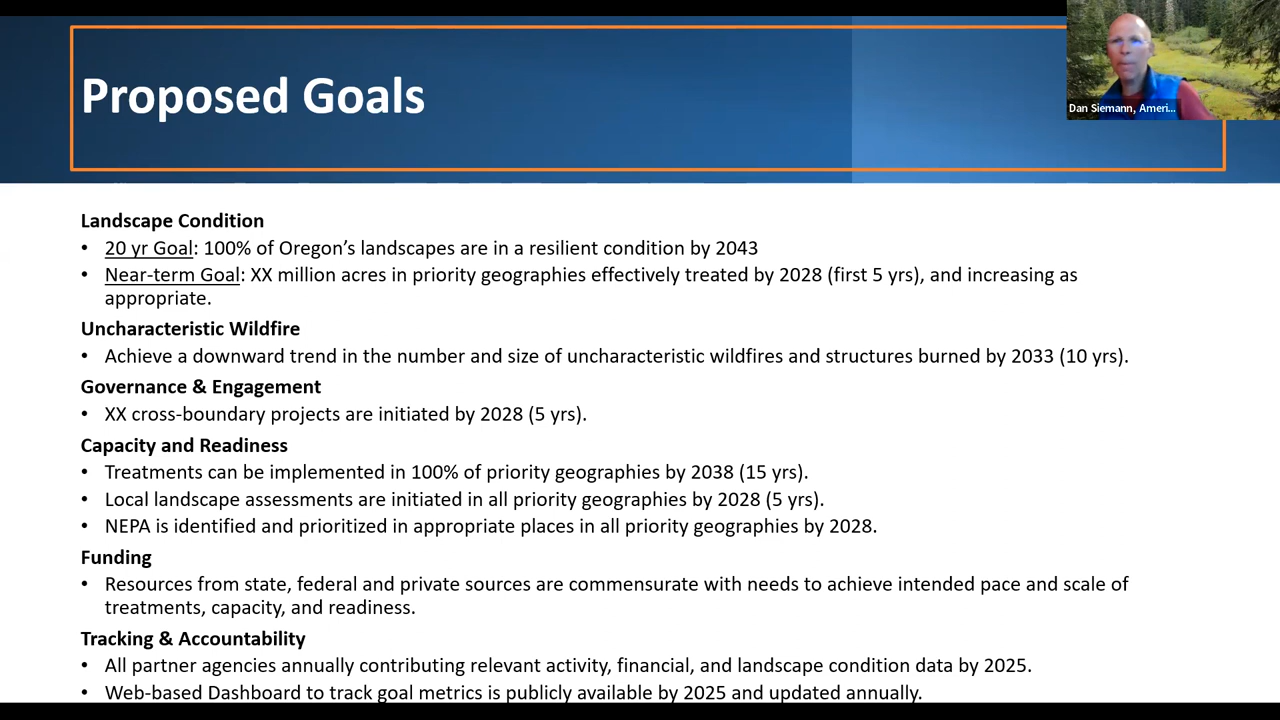 Proposed Goals
Dan Siemann, Ameri...
Landscape Condition
• 20 yr Goal: 100% of Oregon’s landscapes are in a resilient condition by 2043
• Near-term Goal: XX million acres in priority geographies effectively treated by 2028 (first 5 yrs), and increasing as
appropriate.
Uncharacteristic Wildfire
• Achieve a downward trend in the number and size of uncharacteristic wildfires and structures burned by 2033 (10 yrs).
Governance & Engagement
• XX cross-boundary projects are initiated by 2028 (5 yrs).
Capacity and Readiness
• Treatments can be implemented in 100% of priority geographies by 2038 (15 yrs).
• Local landscape assessments are initiated in all priority geographies by 2028 (5 yrs).
• NEPA is identified and prioritized in appropriate places in all priority geographies by 2028.
Funding
• Resources from state, federal and private sources are commensurate with needs to achieve intended pace and scale of
treatments, capacity, and readiness.
Tracking & Accountability
• All partner agencies annually contributing relevant activity, financial, and landscape condition data by 2025.
• Web-based Dashboard to track goal metrics is publicly available by 2025 and updated annually.